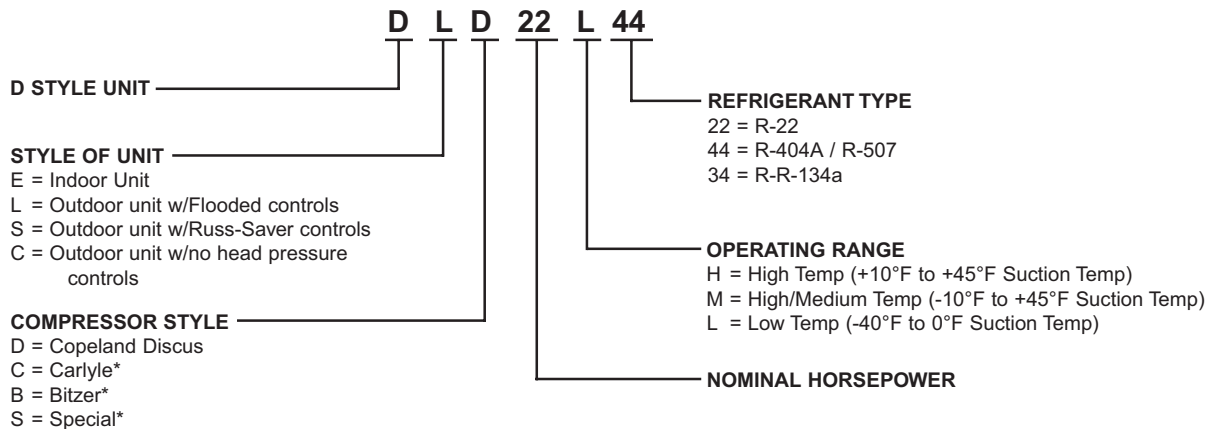 D L D 22 L 44
D STYLE UNIT
STYLE OF UNIT
E = Indoor Unit
L = Outdoor unit w/Flooded controls
S = Outdoor unit w/Russ-Saver controls
C = Outdoor unit w/no head pressure
controls
COMPRESSOR STYLE
D = Copeland Discus
C = Carlyle*
B = Bitzer*
S = Special*
REFRIGERANT TYPE
22 = R-22
44 = R-404A / R-507
34 = R-R-134a
OPERATING RANGE
H = High Temp (+10°F to +45°F Suction Temp)
M = High/Medium Temp (-10°F to +45°F Suction Temp)
L = Low Temp (-40°F to 0°F Suction Temp)
NOMINAL HORSEPOWER